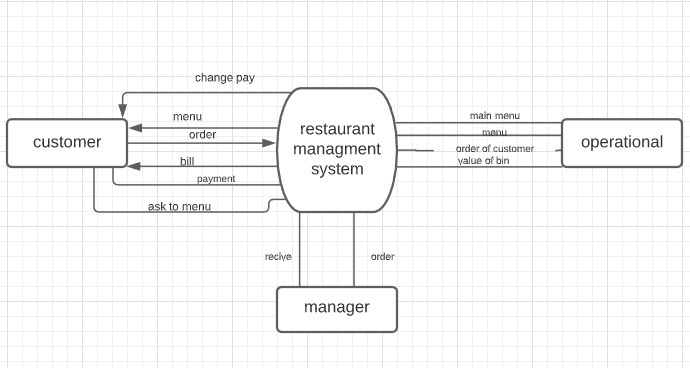 change pay
menu
order
bill
payment
ask to menu
customer
restaurant
managment
system
main menu
menu
order of customer
value of bin
operational
recive
order
manager